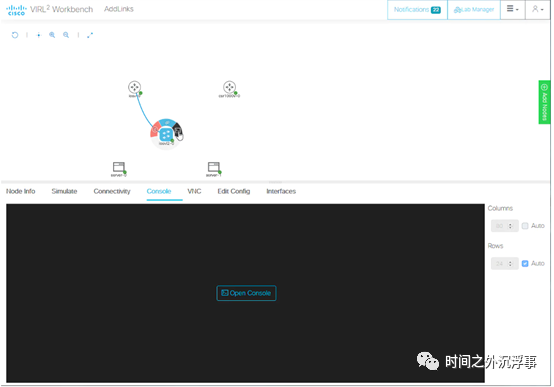 CISCO VIRL² Workbench AddLinks Notifications 22 Lab Manager
Add Nodes
Node Info Simulate Connectivity Console VNC Edit Config Interfaces
Columns
Auto
Rows
Auto
Open Console
时间之外沉浮事